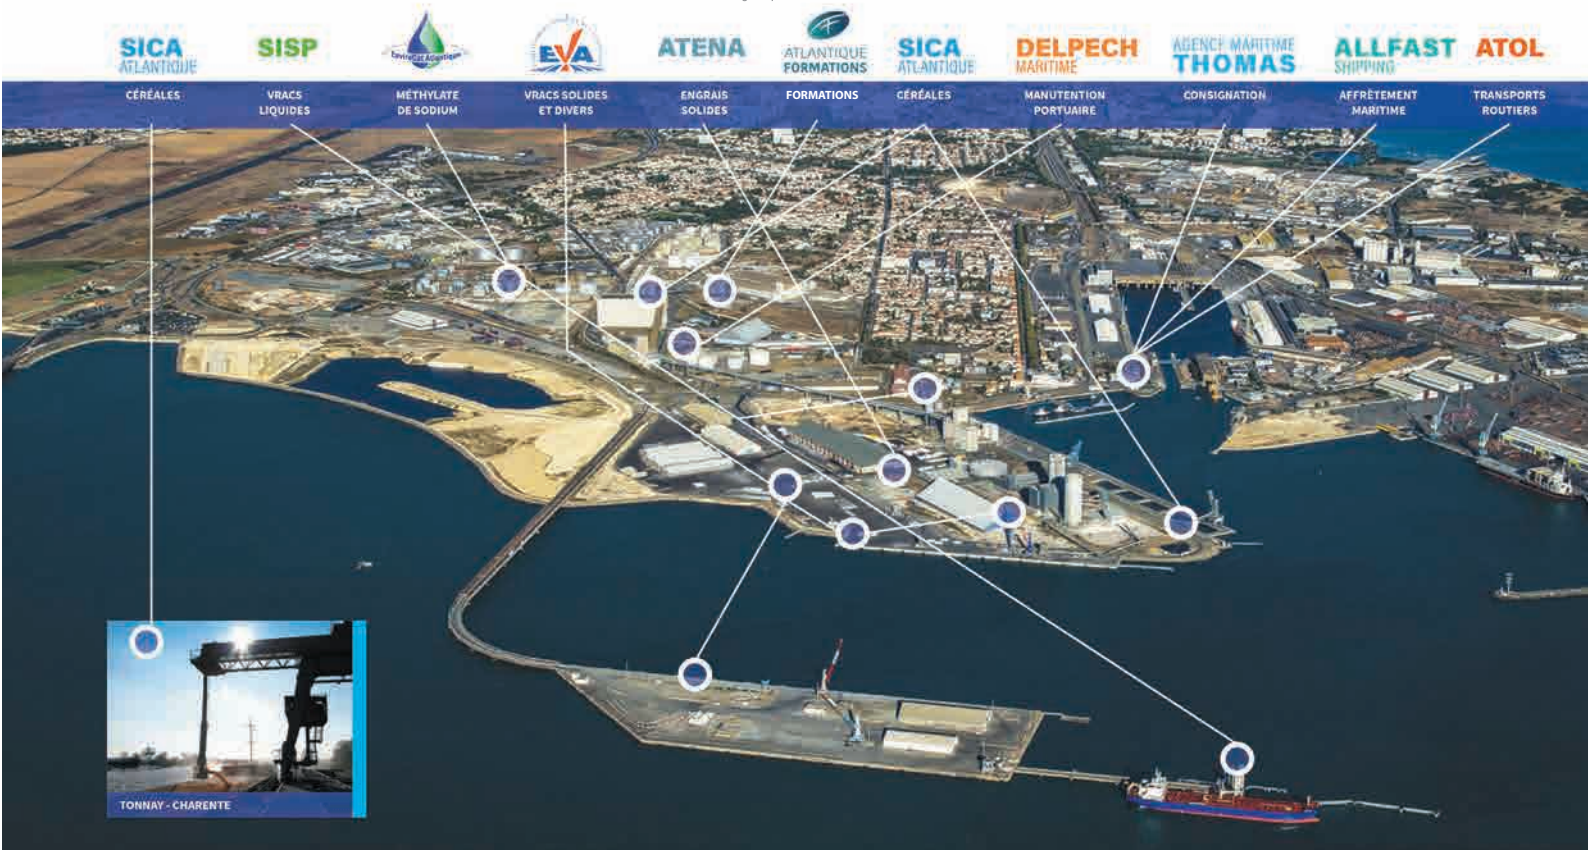 SICA
ATLANTIQUE
SISP
EnviroCat Atlantique
EVA
ATENA
ATLANTIQUE
FORMATIONS
SICA
ATLANTIQUE
DELPECH
MARITIME
AGENCE MARITIME
THOMAS
ALLFAST
SHIPPING
ATOL
CÉRÉALES
VRACS
LIQUIDES
MÉTHYLATE
DE SODIUM
VRACS SOLIDES
ET DIVERS
ENGRAIS
SOLIDES
FORMATIONS
CÉRÉALES
MANUTENTION
PORTUAIRE
CONSIGNATION
AFFRÈTEMENT
MARITIME
TRANSPORTS
ROUTIERS
TONNAY - CHARENTE